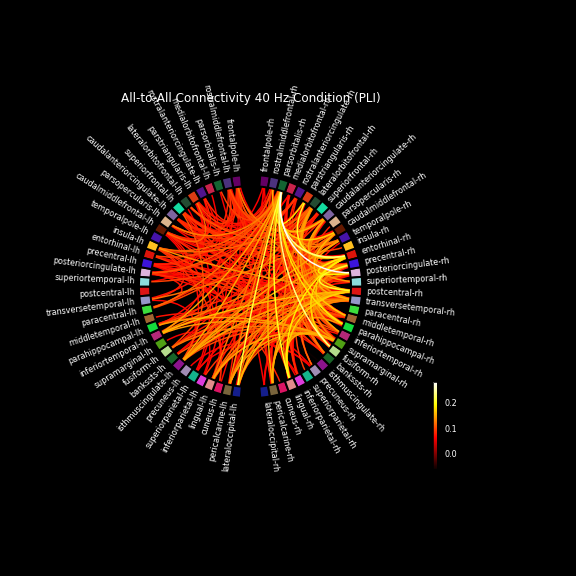 All-to-All Connectivity 40 Hz Condition (PLI)
frontalpole-lh
rostralmiddlefrontal-lh
parsorbitalis-lh
medialorbitofrontal-lh
rostralanteriorcingulate-lh
parstriangularis-lh
lateralorbitofrontal-lh
superiorfrontal-lh
caudalanteriorcingulate-lh
parsopercularis-lh
caudalmiddlefrontal-lh
temporalpole-lh
insula-lh
entorhinal-lh
precentral-lh
posteriorcingulate-lh
superiortemporal-lh
postcentral-lh
transversetemporal-lh
paracentral-lh
middletemporal-lh
parahippocampal-lh
inferiortemporal-lh
supramarginal-lh
fusiform-lh
bankssts-lh
isthmuscingulate-lh
precuneus-lh
superiorparietal-lh
inferiorparietal-lh
lingual-lh
cuneus-lh
pericalcarine-lh
lateraloccipital-lh
frontalpole-rh
rostralmiddlefrontal-rh
parsorbitalis-rh
medialorbitofrontal-rh
rostralanteriorcingulate-rh
parstriangularis-rh
lateralorbitofrontal-rh
superiorfrontal-rh
caudalanteriorcingulate-rh
parsopercularis-rh
caudalmiddlefrontal-rh
temporalpole-rh
insula-rh
entorhinal-rh
precentral-rh
posteriorcingulate-rh
superiortemporal-rh
postcentral-rh
transversetemporal-rh
paracentral-rh
middletemporal-rh
parahippocampal-rh
inferiortemporal-rh
supramarginal-rh
fusiform-rh
bankssts-rh
isthmuscingulate-rh
precuneus-rh
superiorparietal-rh
inferiorparietal-rh
lingual-rh
cuneus-rh
pericalcarine-rh
lateraloccipital-rh
0.2
0.1
0.0